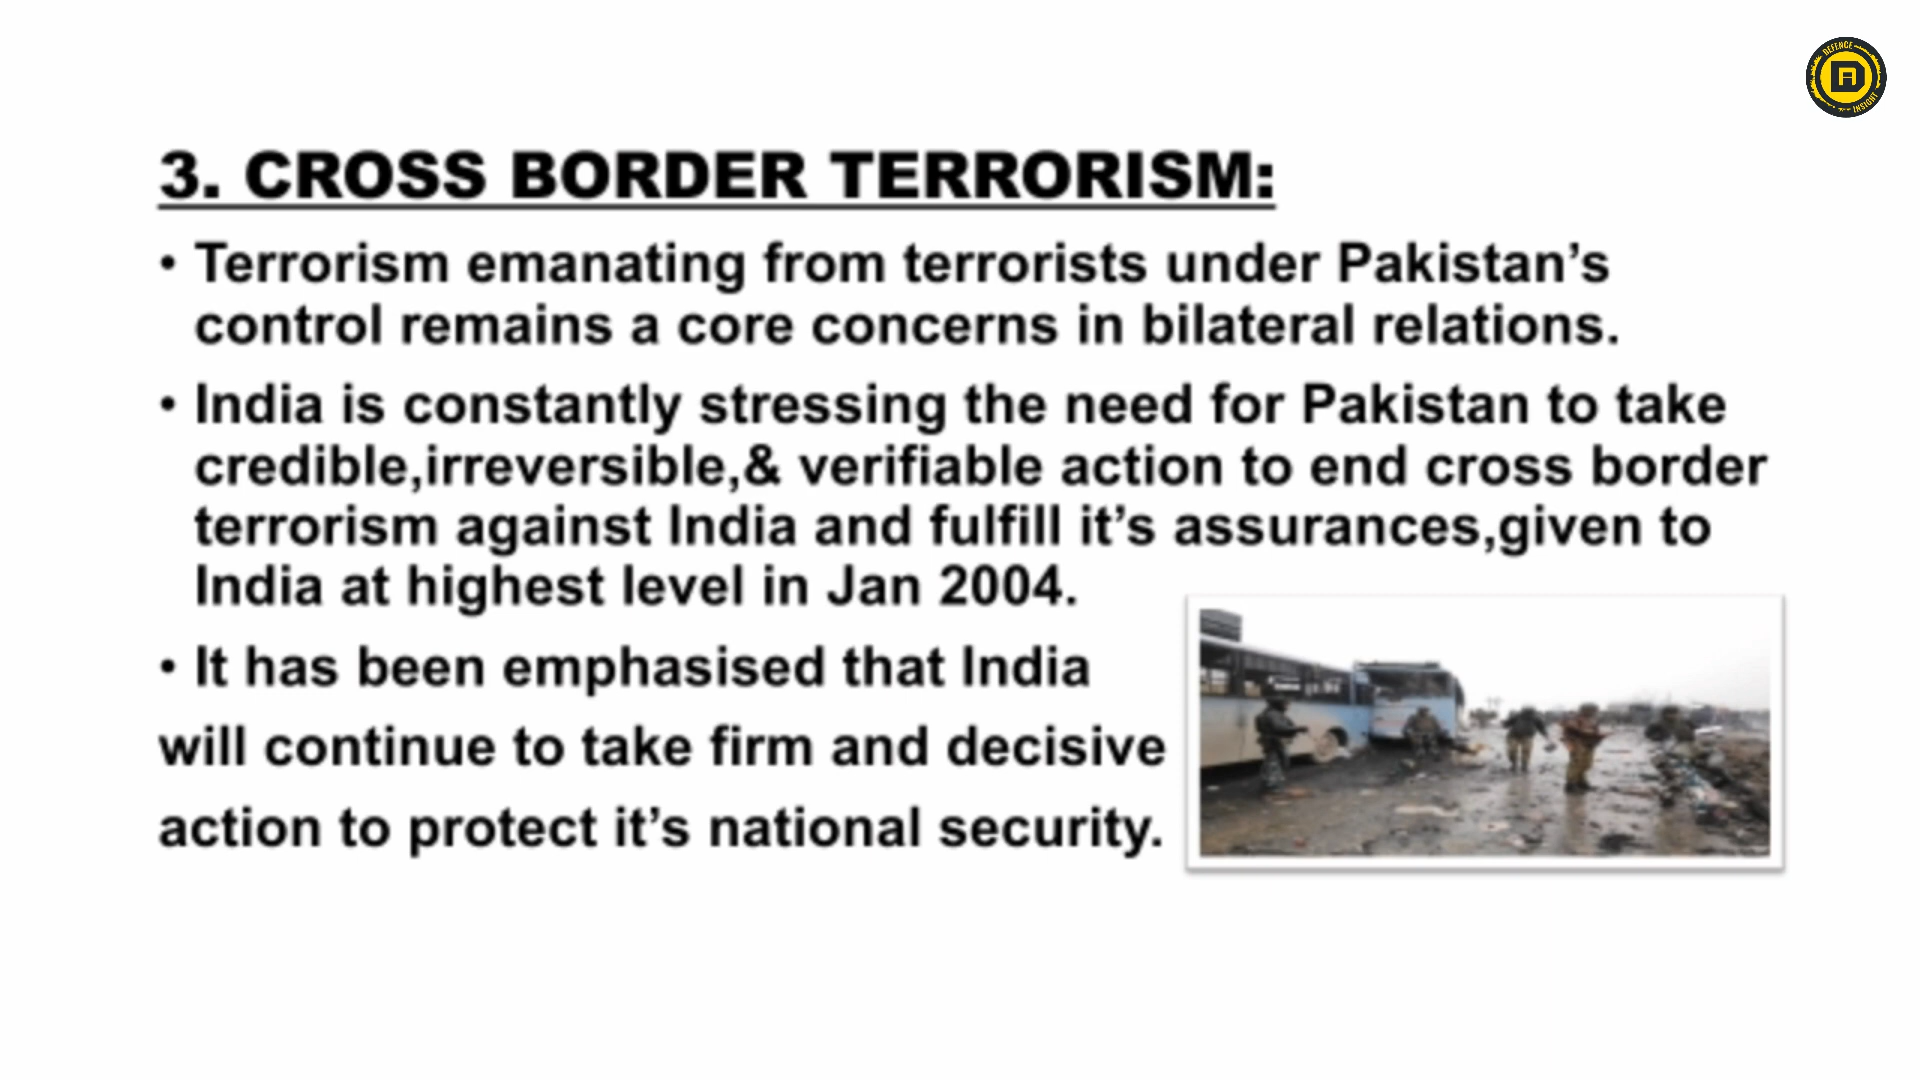 DEFENCE
INSIGHT
3. CROSS BORDER TERRORISM:
• Terrorism emanating from terrorists under Pakistan’s
control remains a core concerns in bilateral relations.
• India is constantly stressing the need for Pakistan to take
credible,irreversible,& verifiable action to end cross border
terrorism against India and fulfill it’s assurances,given to
India at highest level in Jan 2004.
• It has been emphasised that India
will continue to take firm and decisive
action to protect it’s national security.